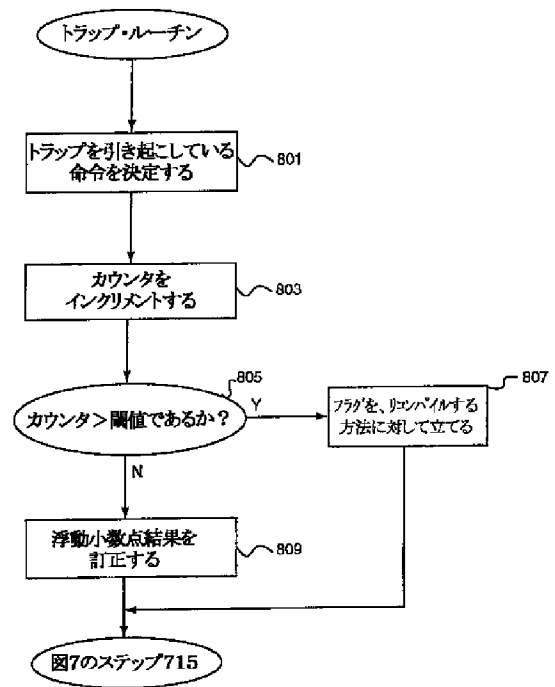 トラップ・ルーチン
トラップを引き起こしている
命令を決定する
801
カウンタを
インクリメントする
803
805
カウンタ>閾値であるか?
Y
807
フラグを、リコンパイルする
方法に対して立てる
N
浮動小数点結果を
訂正する
809
図7のステップ715